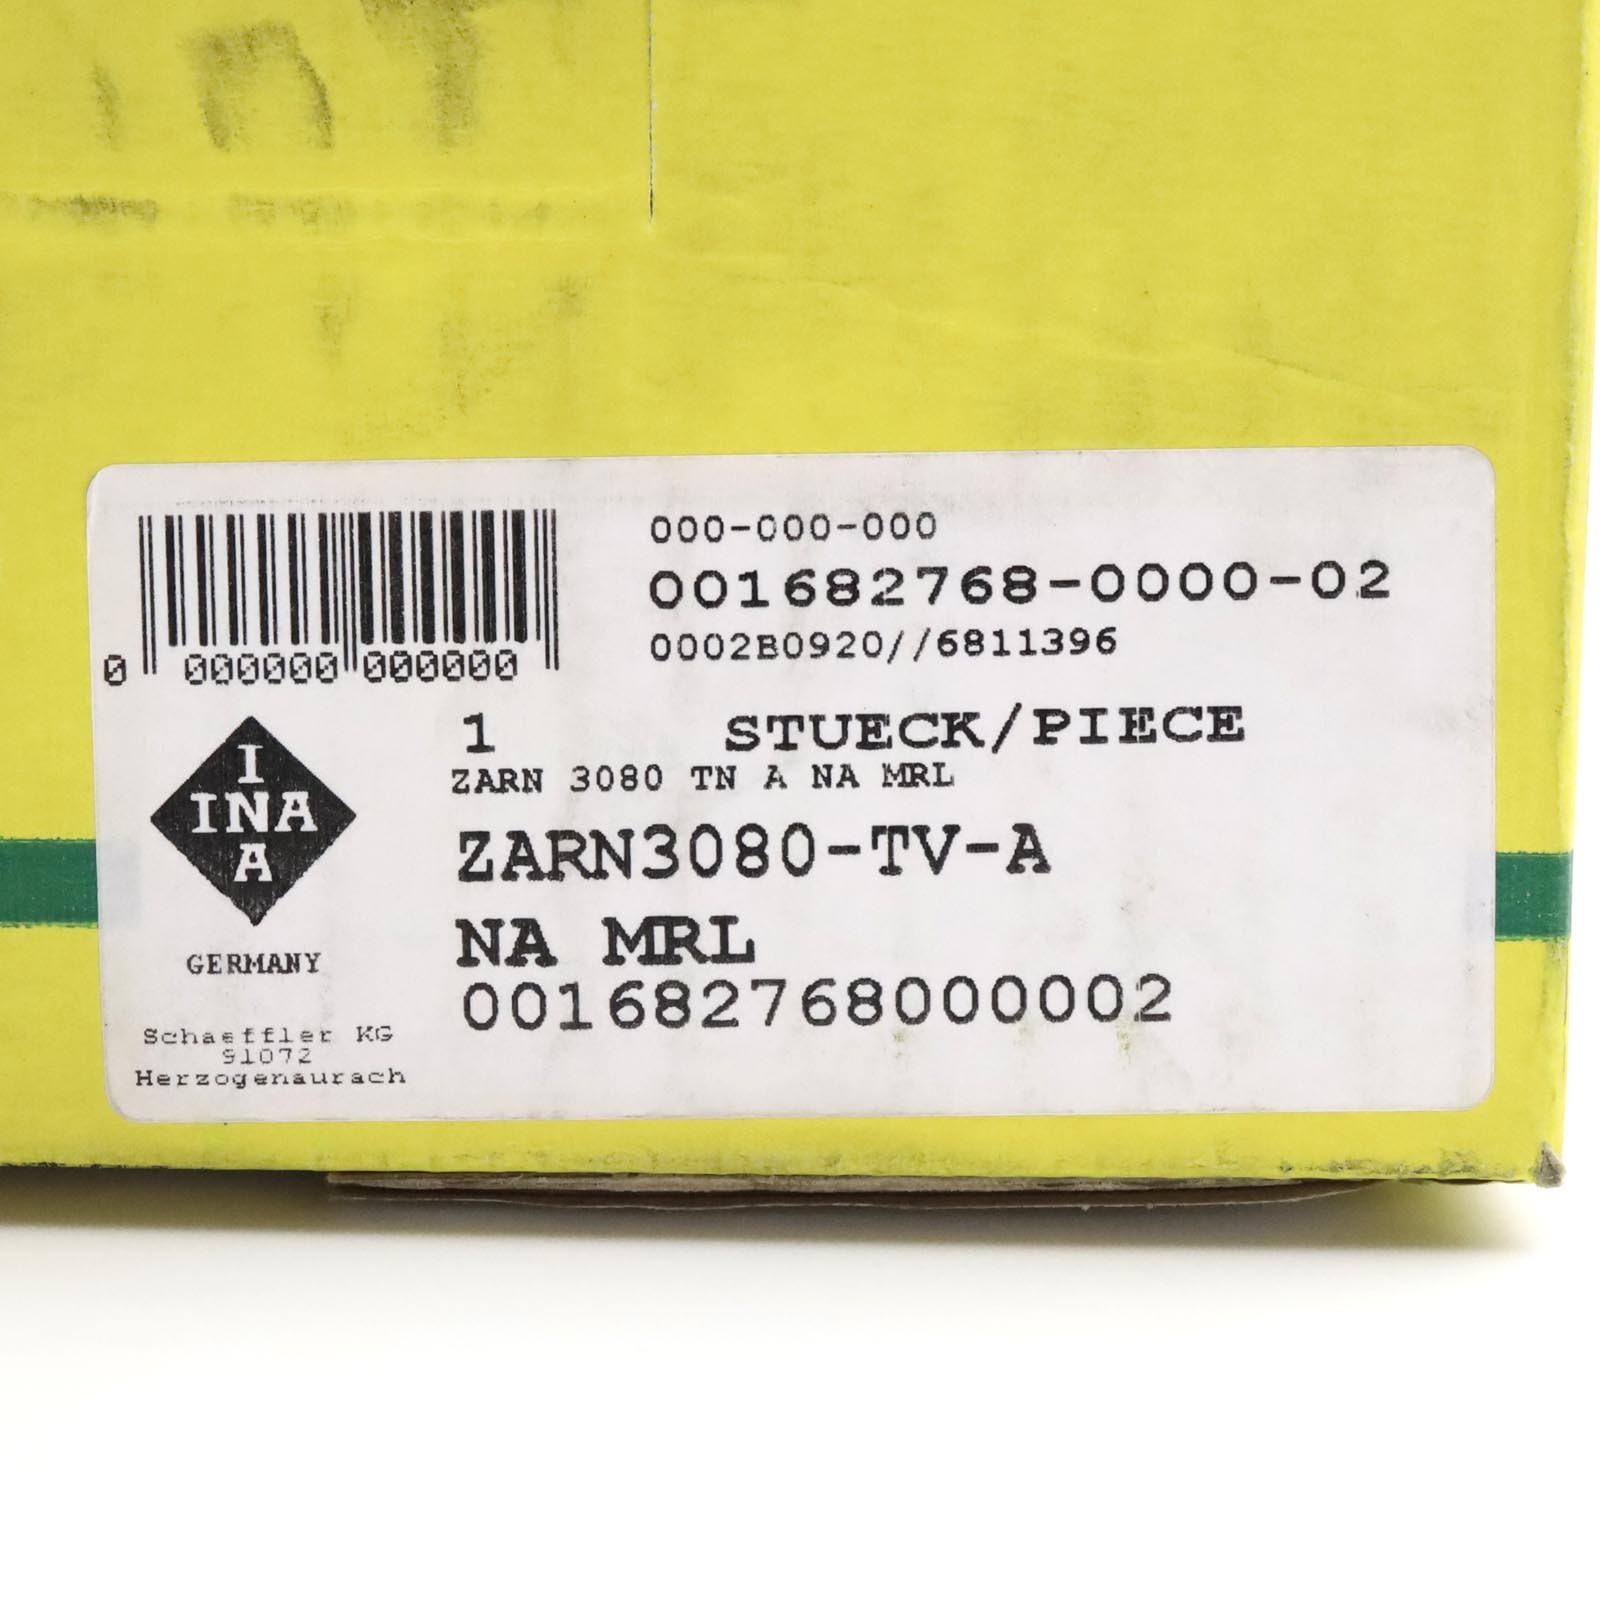 000-000-000
001682768-0000-02
0002B0920//6811396
0 000000 000000
1 STUECK/PIECE
ZARN 3080 TN A NA MRL
ZARN3080-TV-A
NA MRL
001682768000002
I
INA
A
GERMANY
Schaeffler KG
91072
Herzogenaurach